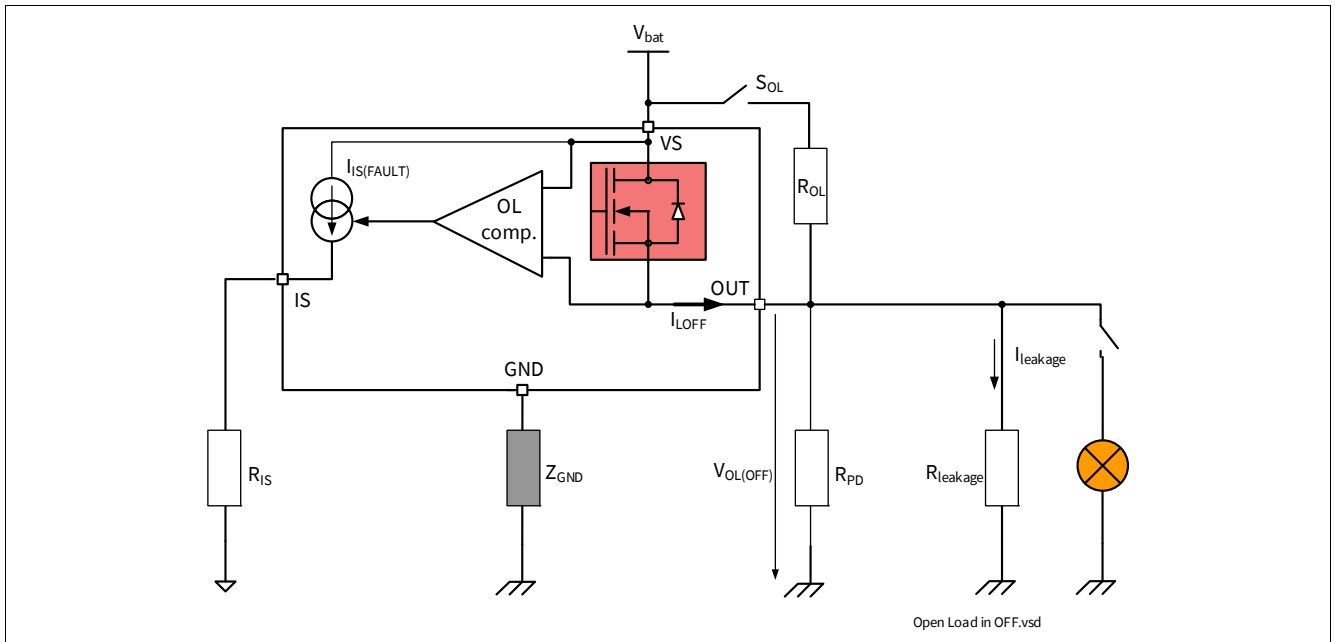 Vbat
SOL
VS
IIS(FAULT)
OL
comp.
ROL
IS
OUT
ILOFF
GND
Ileakage
RIS
ZGND
VOL(OFF)
RPD
Rleakage
Open Load in OFF.vsd